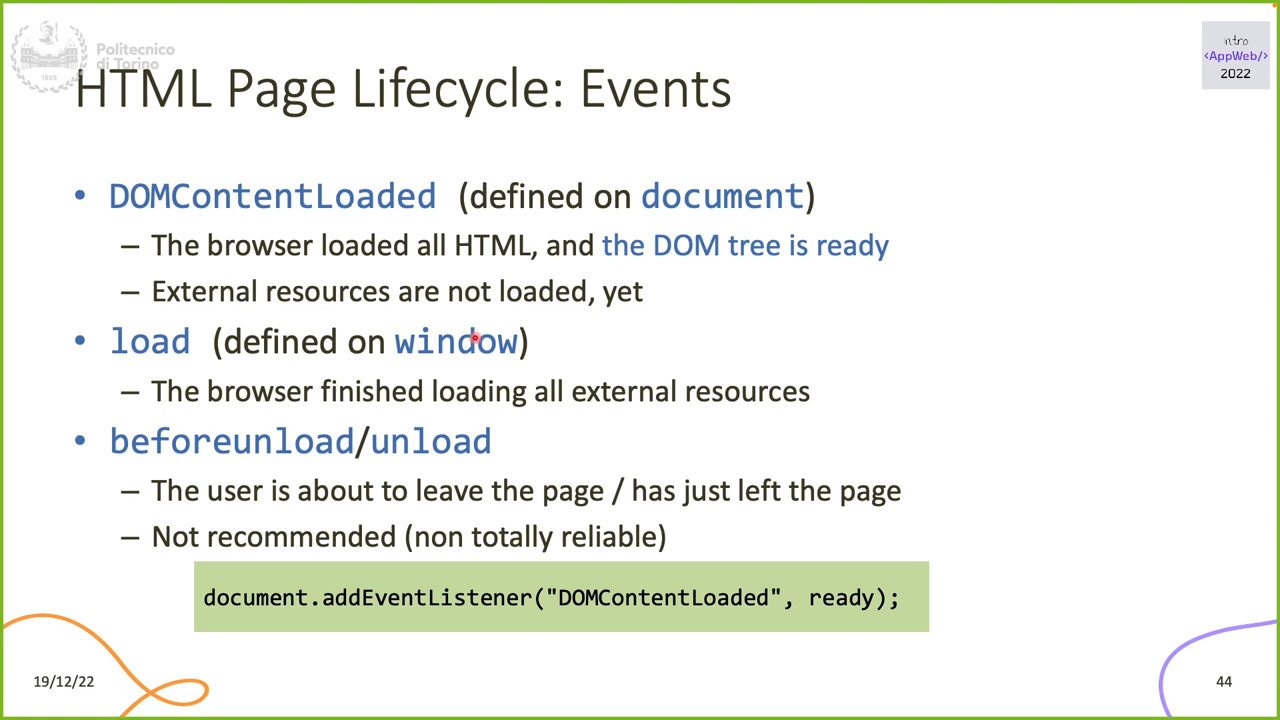 Politecnico
di Torino
1859
intro
<AppWeb/>
2022
HTML Page Lifecycle: Events
• DOMContentLoaded (defined on document)
– The browser loaded all HTML, and the DOM tree is ready
– External resources are not loaded, yet
• load (defined on window)
– The browser finished loading all external resources
• beforeunload/unload
– The user is about to leave the page / has just left the page
– Not recommended (non totally reliable)
document.addEventListener("DOMContentLoaded", ready);
19/12/22
44